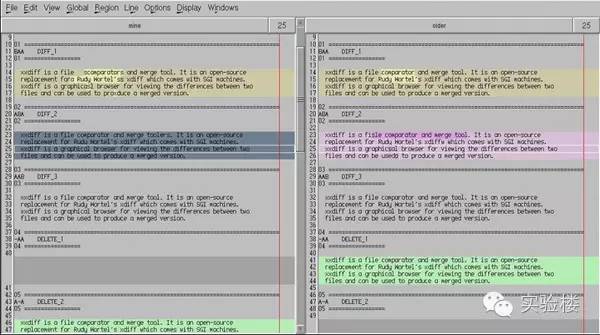 File Edit View Global Region Line Options Display Windows Help
mine 25 older 25
9
10 01 ==========
11 BAA DIFF_1
12 ==========
13
14 xxdiff is a file scomparators and merge tool. It is an open-source
15 replacement fora Rudy Wortel'ss xdiff which comes with SGI machines.
16 xxdiff is a graphical browser for viewing the differences between two
17 files and can be used to produce a merged version.
18
19 02 ==========
20 ABA DIFF_2
21 ==========
22
23 xxdiff is a file comparator and merge toolers. It is an open-source
24 replacement for Rudy Wortel's xdiff which comes with SGI machines.
25 xxdiff is a graphical browser for viewing the differences between two
26 files and can be used to produce a merged version.
27
28 03 ==========
29 AAB DIFF_3
30 ==========
31
32 xxdiff is a file comparator and merge tool. It is an open-source
33 replacement for Rudy Wortel's xdiff which comes with SGI machines.
34 xxdiff is a graphical browser for viewing the differences between two
35 files and can be used to produce a merged version.
36
37 04 ==========
38 -AA DELETE_1
39 ==========
40
41
42 05 ==========
43 A-A DELETE_2
44 ==========
45
46 xxdiff is a file comparator and merge tool. It is an open-source
replacement for Rudy Wortel's xdiff which comes with SGI machines.
9
10 01 ==========
11 BAA DIFF_1
12 ==========
13
14 xxdiff is a file comparator and merge tool. It is an open-source
15 replacement for Rudy Wortel's xdiff which comes with SGI machines.
16 xxdiff is a graphical browser for viewing the differences between two
17 files and can be used to produce a merged version.
18
19 02 ==========
20 ABA DIFF_2
21 ==========
22
23 xxdiff is a fisle comparator and merge tool. It is an open-source
24 replacement for Rudy Wortel's xdiff which comes with SGI machines.
25 xxdiff is a graphical browser for viewing the differences between two
26 files and can be used to produce a merged version.
27
28 03 ==========
29 AAB DIFF_3
30 ==========
31
32 xxdiff is a file comparator and merge tool. It is an open-source
33 replacement for Rudy Wortel's xdiff which comes with SGI machines.
34 xxdiff is a graphical browser for viewing the differences between two
35 files and can be used to produce a merged version.
36
37 04 ==========
38 -AA DELETE_1
39 ==========
40
41 xxdiff is a file comparator and merge tool. It is an open-source
42 replacement for Rudy Wortel's xdiff which comes with SGI machines.
43 xxdiff is a graphical browser for viewing the differences between two
44 files and can be used to produce a merged version.
45
46 05 ==========
47 A-A DELETE_2
48 ==========
实验楼